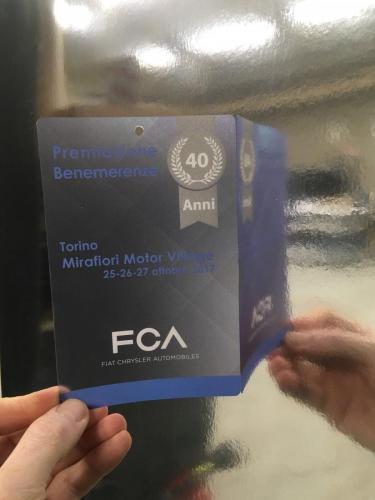 Premiazione
Benemerenze
40
Anni
Torino
Mirafiori Motor Village
25-26-27 ottobre 2017
FCA
FIAT CHRYSLER AUTOMOBILES